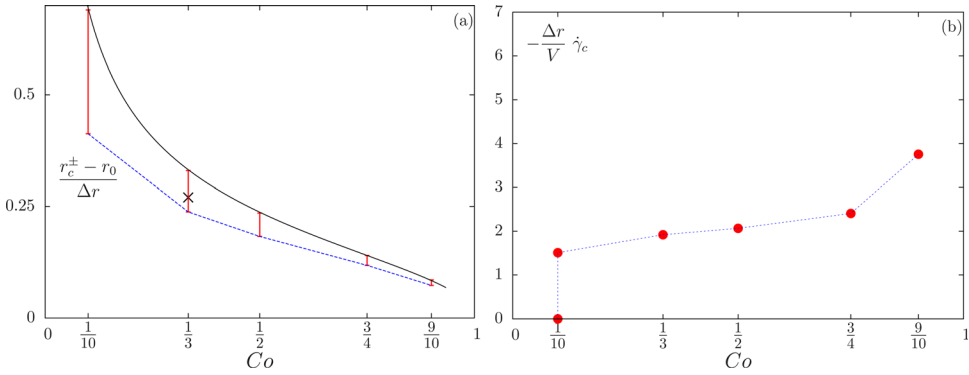 (a)
0.5
0.25
0
(r_c^± − r_0)/Δr
0 1/10 1/3 1/2 3/4 9/10 1
Co
(b)
−(Δr/V) γ̇_c
7
6
5
4
3
2
1
0
0 1/10 1/3 1/2 3/4 9/10 1
Co